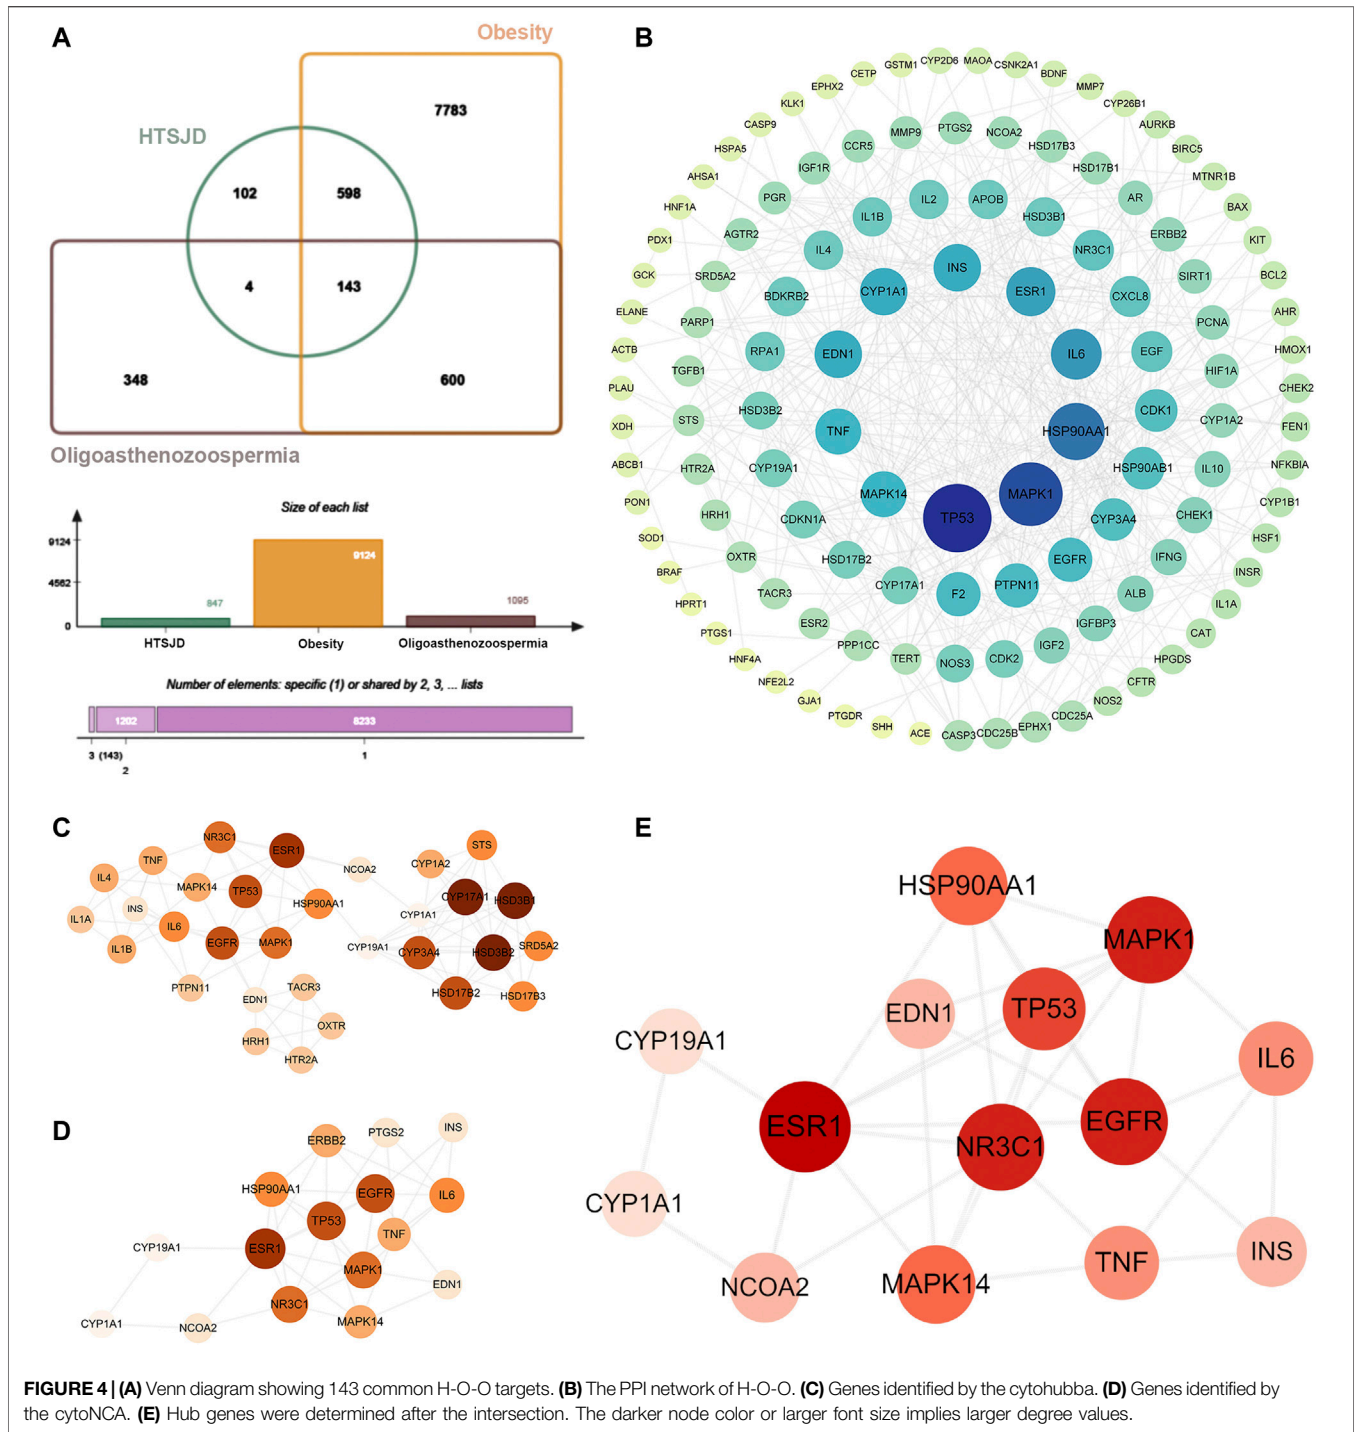 A
Obesity
7783
HTSJD
102
598
4
143
348
600
Oligoasthenozoospermia
Size of each list
9124
4562
0
847
9124
1095
HTSJD
Obesity
Oligoasthenozoospermia
Number of elements: specific (1) or shared by 2, 3, ... lists
1202
8233
3 (143)
2
1
B
GSTM1
CYP2D6
MAOA
CSNK2A1
BDNF
MMP7
CYP26B1
AURKB
BIRC5
MTNR1B
BAX
KIT
BCL2
AHR
HMOX1
CHEK2
FEN1
NFKBIA
CYP1B1
HSF1
INSR
IL1A
CAT
HPGDS
CFTR
NOS2
CDC25A
EPHX1
CDC25B
CASP3
ACE
SHH
PTGDR
GJA1
NFE2L2
HNF4A
PTGS1
HPRT1
BRAF
SOD1
PON1
ABCB1
XDH
PLAU
ACTB
ELANE
GCK
PDX1
HNF1A
AHSA1
HSPA5
CASP9
KLK1
EPHX2
CETP
PTGS2
NCOA2
HSD17B3
HSD17B1
AR
ERBB2
SIRT1
PCNA
HIF1A
CYP1A2
IL10
CHEK1
IFNG
ALB
IGFBP3
IGF2
CDK2
NOS3
TERT
PPP1CC
ESR2
TACR3
OXTR
HRH1
HTR2A
STS
TGFB1
PARP1
SRD5A2
AGTR2
PGR
IGF1R
CCR5
MMP9
IL2
APOB
HSD3B1
NR3C1
CXCL8
EGF
CDK1
HSP90AB1
CYP3A4
EGFR
PTPN11
F2
CYP17A1
HSD17B2
CDKN1A
CYP19A1
HSD3B2
RPA1
BDKRB2
IL4
IL1B
INS
ESR1
IL6
HSP90AA1
MAPK1
TP53
MAPK14
TNF
EDN1
CYP1A1
C
NR3C1
ESR1
TNF
IL4
MAPK14
TP53
NCOA2
INS
HSP90AA1
IL1A
IL6
IL1B
EGFR
MAPK1
PTPN11
EDN1
TACR3
OXTR
HRH1
HTR2A
STS
CYP1A2
CYP17A1
HSD3B1
CYP1A1
CYP19A1
CYP3A4
HSD3B2
SRD5A2
HSD17B2
HSD17B3
D
ERBB2
PTGS2
INS
HSP90AA1
EGFR
IL6
TP53
TNF
CYP19A1
ESR1
MAPK1
EDN1
NR3C1
CYP1A1
NCOA2
MAPK14
E
HSP90AA1
MAPK1
EDN1
TP53
CYP19A1
IL6
ESR1
NR3C1
EGFR
CYP1A1
NCOA2
MAPK14
TNF
INS
FIGURE 4 | (A) Venn diagram showing 143 common H-O-O targets. (B) The PPI network of H-O-O. (C) Genes identified by the cytohubba. (D) Genes identified by
the cytoNCA. (E) Hub genes were determined after the intersection. The darker node color or larger font size implies larger degree values.